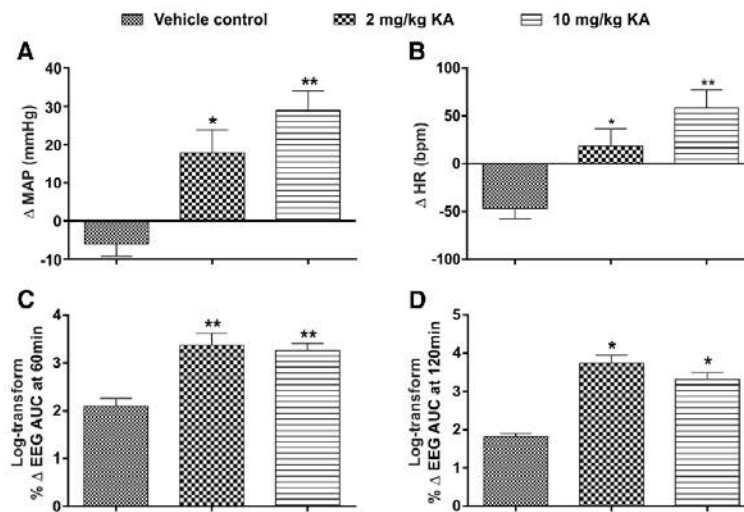 Vehicle control 2 mg/kg KA 10 mg/kg KA
A
Δ MAP (mmHg)
40
30
20
10
0
-10
*
**
B
Δ HR (bpm)
100
50
0
-50
-100
*
**
C
Log-transform
% Δ EEG AUC at 60min
4
3
2
1
0
**
**
D
Log-transform
% Δ EEG AUC at 120min
5
4
3
2
1
0
*
*